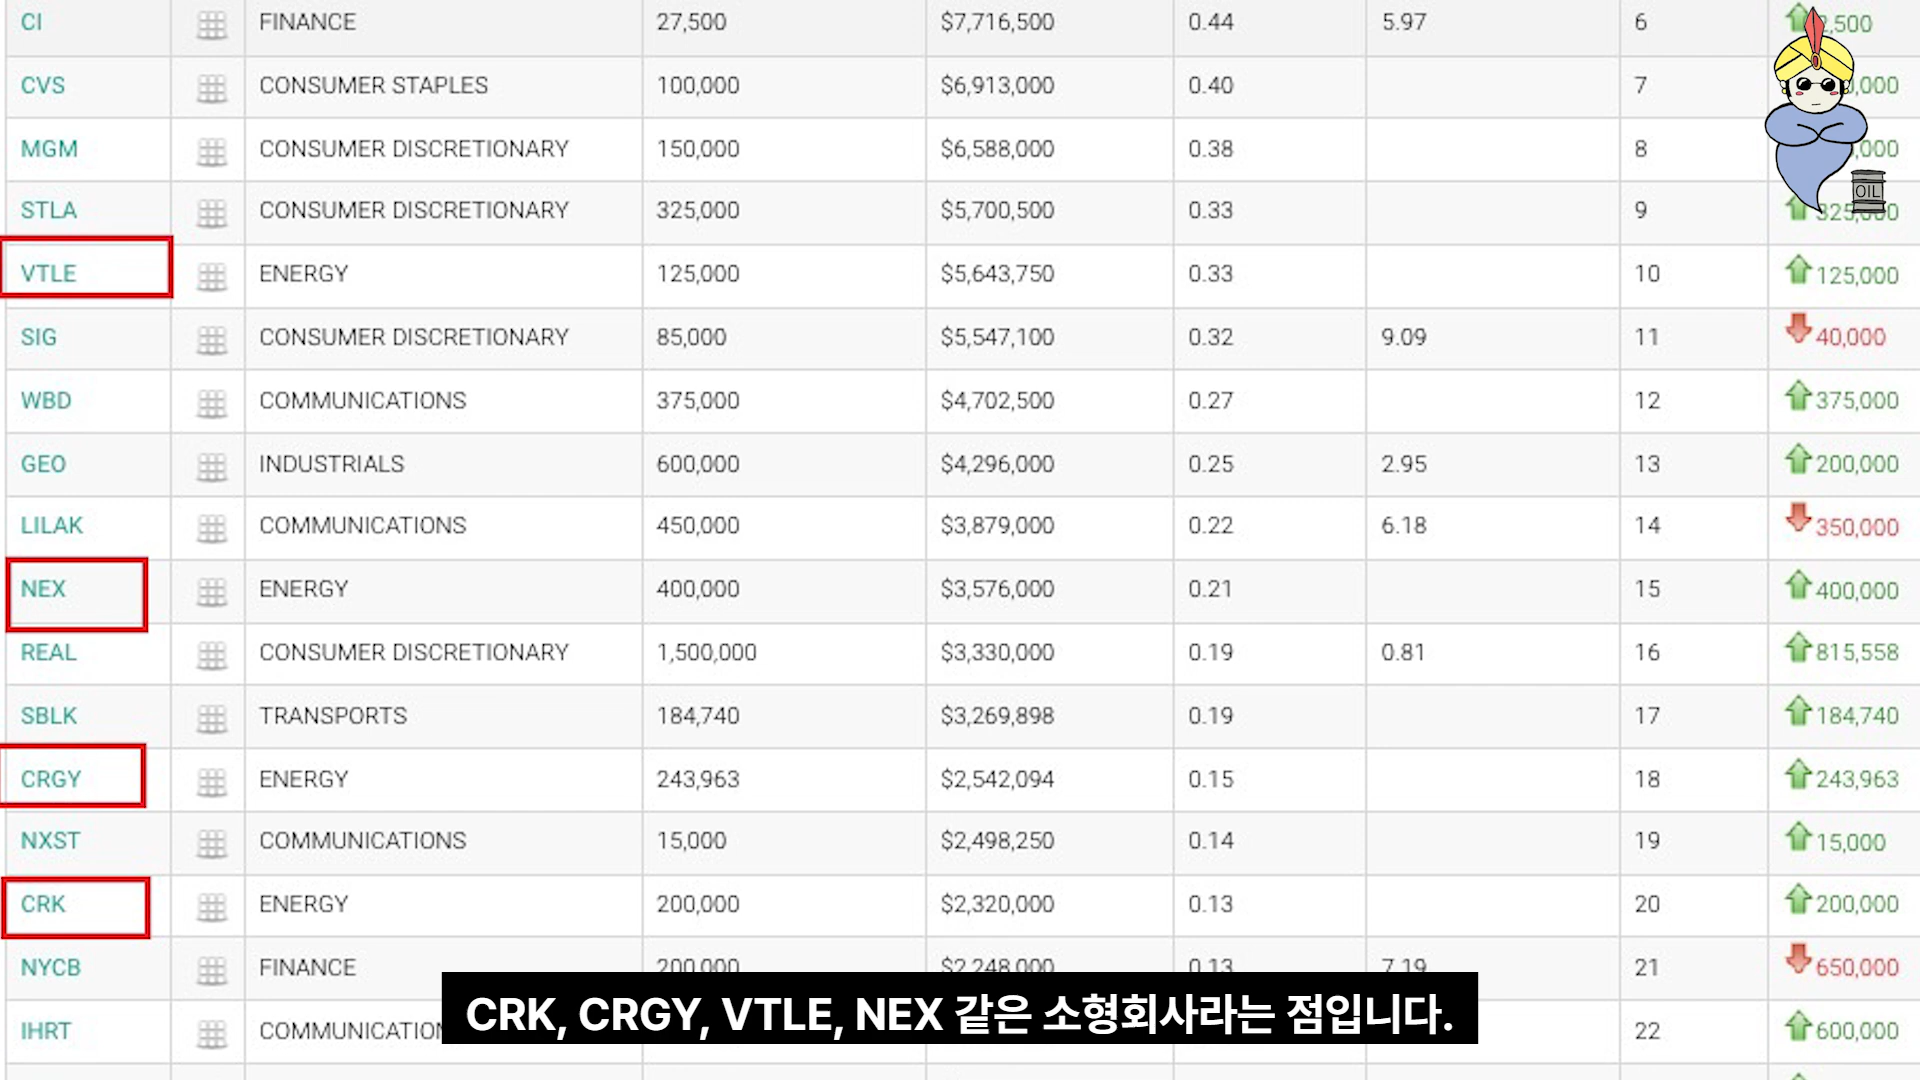 CI FINANCE 27,500 $7,716,500 0.44 5.97 6 2,500
CVS CONSUMER STAPLES 100,000 $6,913,000 0.40 7
MGM CONSUMER DISCRETIONARY 150,000 $6,588,000 0.38 8
STLA CONSUMER DISCRETIONARY 325,000 $5,700,500 0.33 9 325,000
OIL
VTLE ENERGY 125,000 $5,643,750 0.33 10 125,000
SIG CONSUMER DISCRETIONARY 85,000 $5,547,100 0.32 9.09 11 40,000
WBD COMMUNICATIONS 375,000 $4,702,500 0.27 12 375,000
GEO INDUSTRIALS 600,000 $4,296,000 0.25 2.95 13 200,000
LILAK COMMUNICATIONS 450,000 $3,879,000 0.22 6.18 14 350,000
NEX ENERGY 400,000 $3,576,000 0.21 15 400,000
REAL CONSUMER DISCRETIONARY 1,500,000 $3,330,000 0.19 0.81 16 815,558
SBLK TRANSPORTS 184,740 $3,269,898 0.19 17 184,740
CRGY ENERGY 243,963 $2,542,094 0.15 18 243,963
NXST COMMUNICATIONS 15,000 $2,498,250 0.14 19 15,000
CRK ENERGY 200,000 $2,320,000 0.13 20 200,000
NYCB FINANCE 200,000 $2,248,000 0.13 7.19 21 650,000
IHRT 22 600,000
CRK, CRGY, VTLE, NEX 같은 소형회사라는 점입니다.